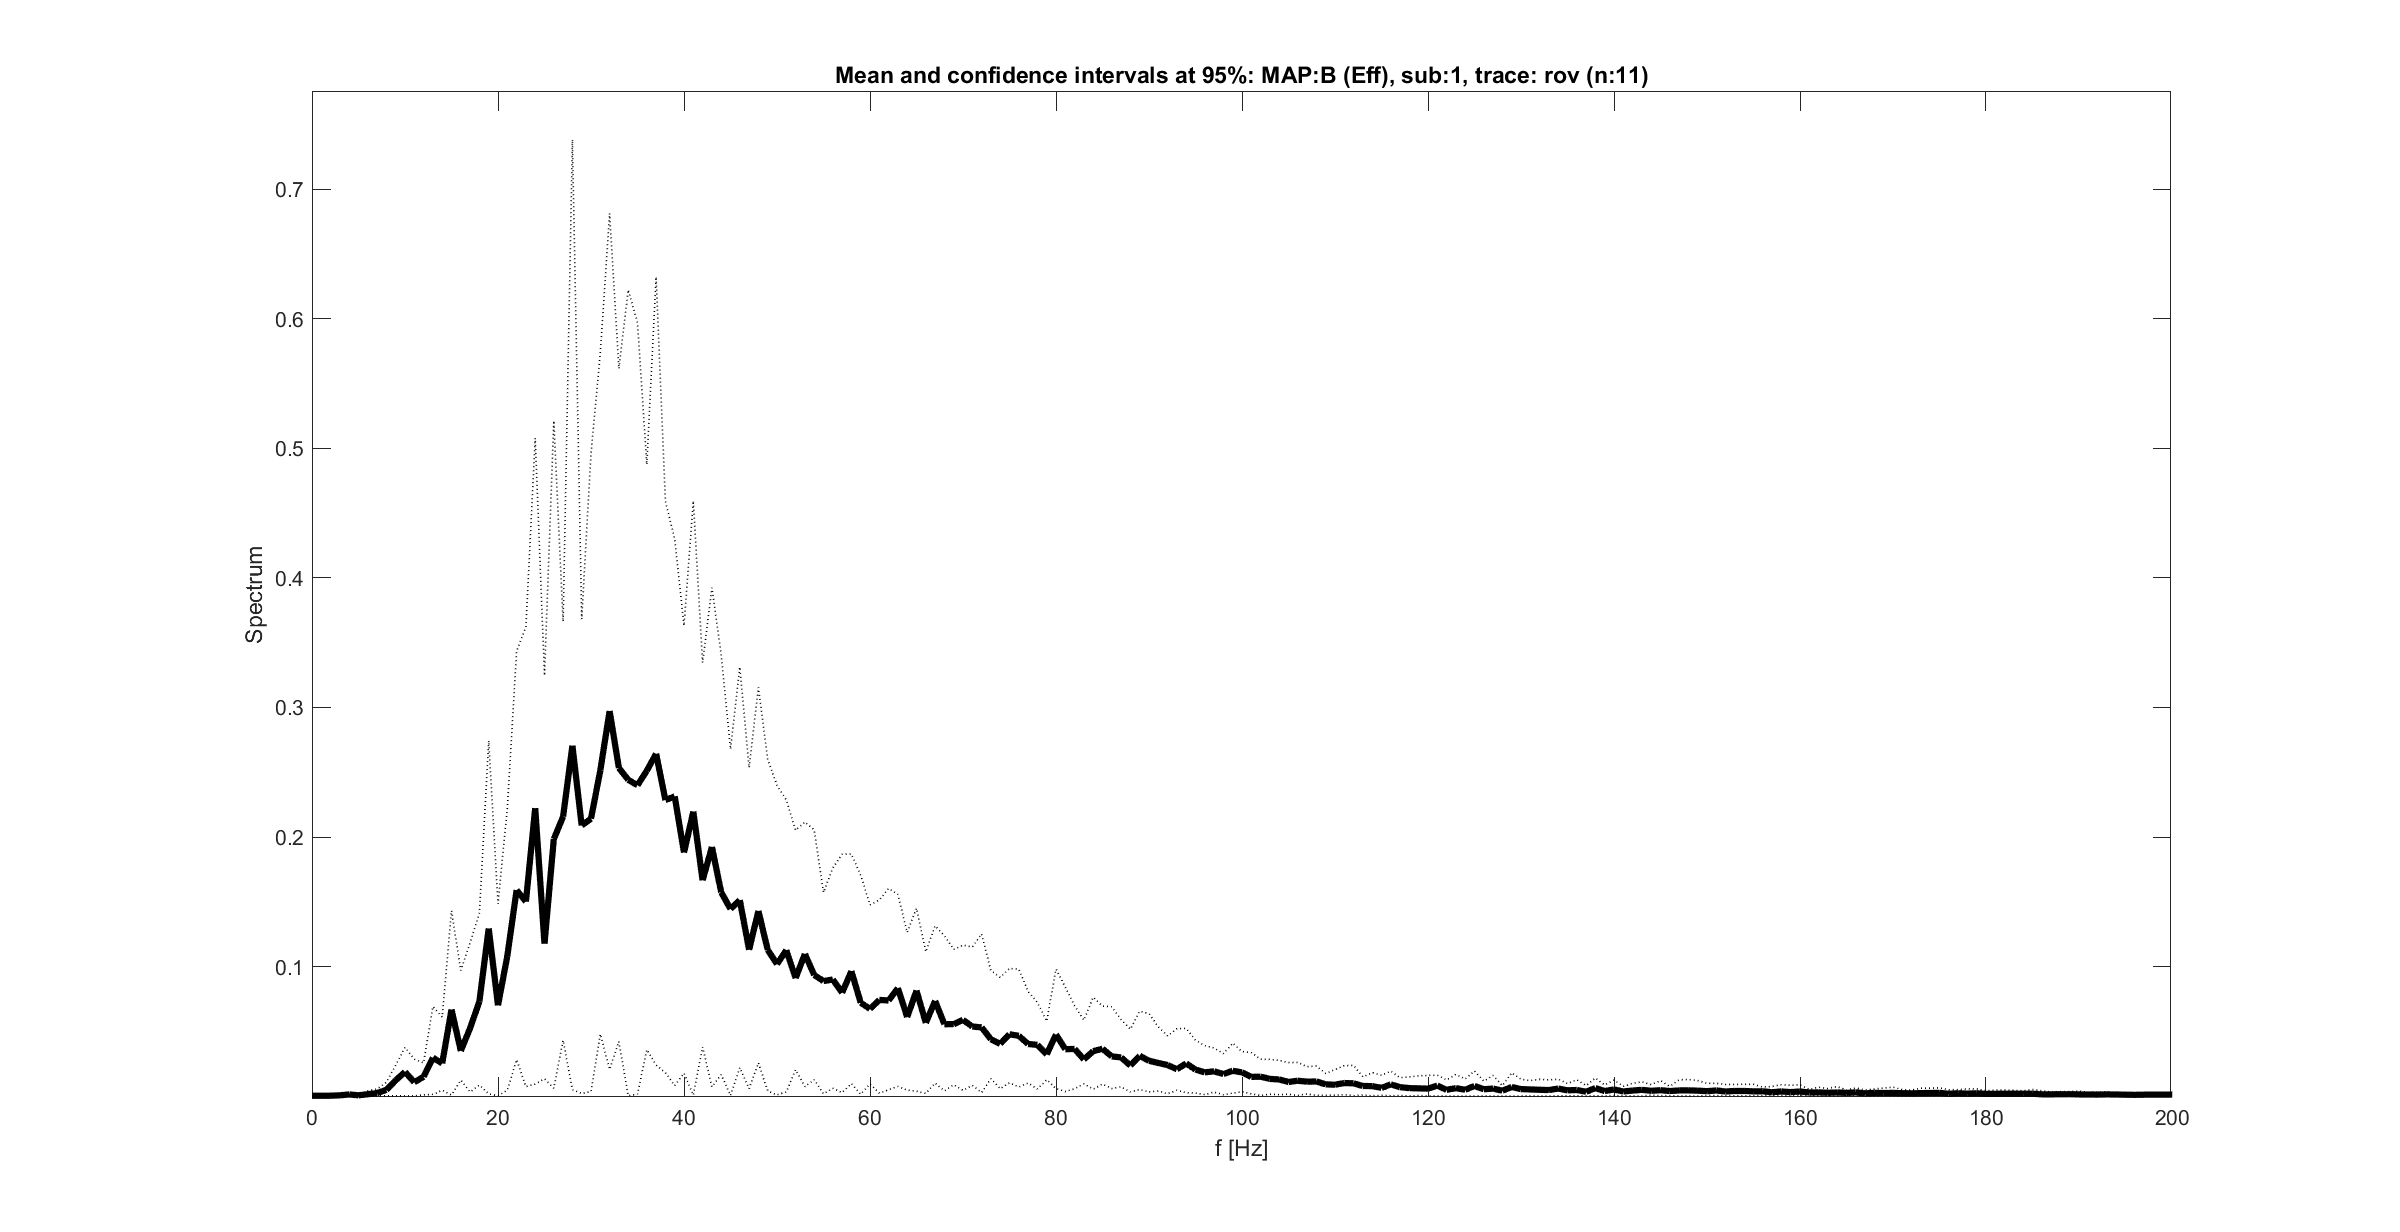 Mean and confidence intervals at 95%: MAP:B (Eff), sub:1, trace: rov (n:11)
0.7
0.6
0.5
0.4
0.3
0.2
0.1
Spectrum
0 20 40 60 80 100 120 140 160 180 200
f [Hz]